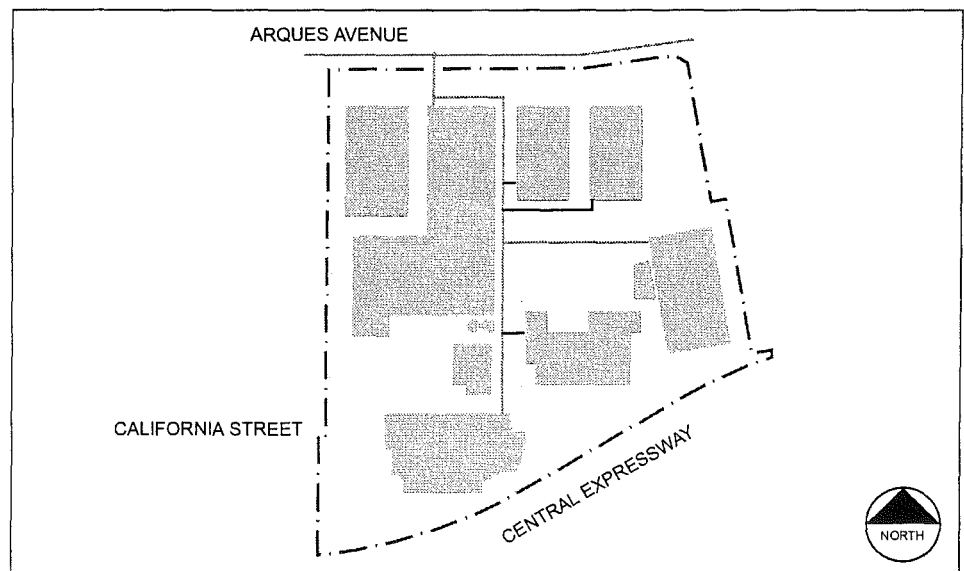 ARQUES AVENUE
CALIFORNIA STREET
CENTRAL EXPRESSWAY
NORTH